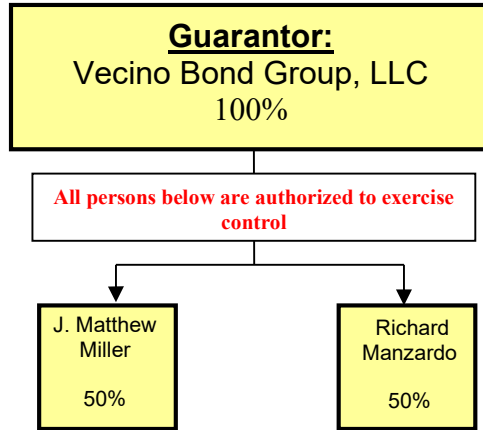 Guarantor:
Vecino Bond Group, LLC
100%
All persons below are authorized to exercise
control
J. Matthew
Miller
50%
Richard
Manzardo
50%